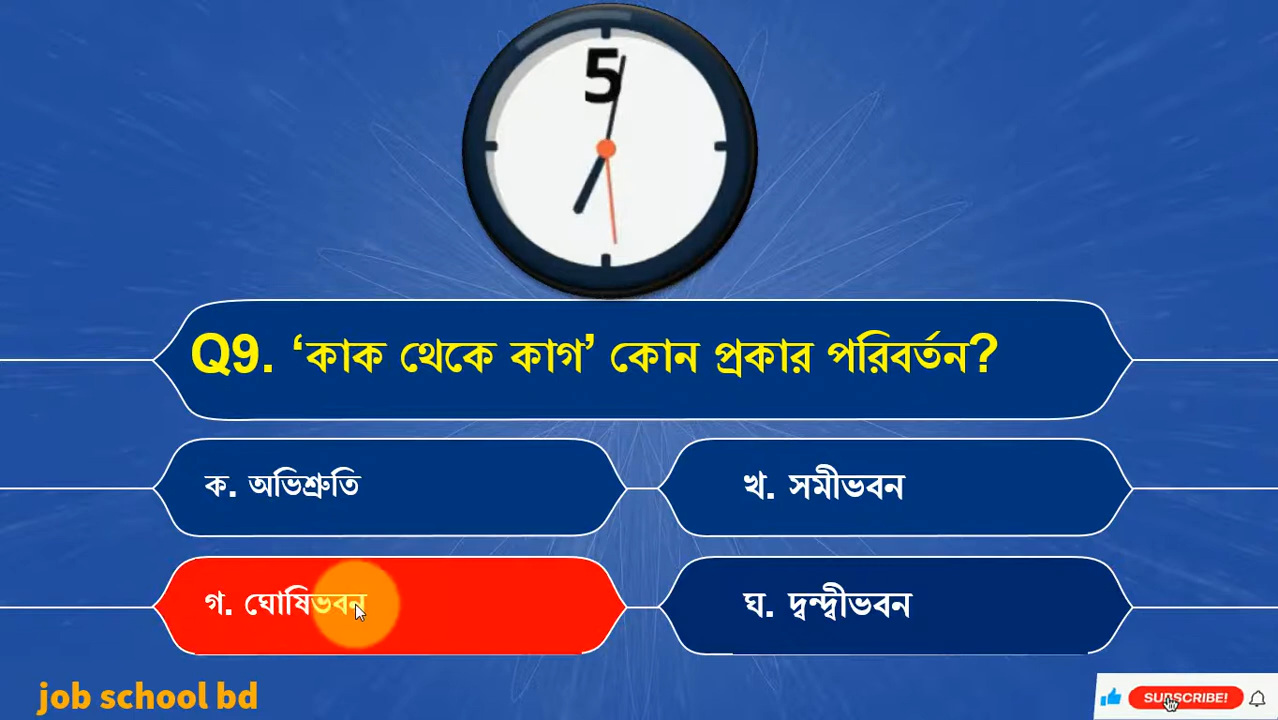 5
Q9. ‘কাক থেকে কাগ’ কোন প্রকার পরিবর্তন?
ক. অভিশ্রুতি
খ. সমীভবন
গ. ঘোষিভবন
ঘ. দ্বন্দ্বীভবন
job school bd
SUBSCRIBE!